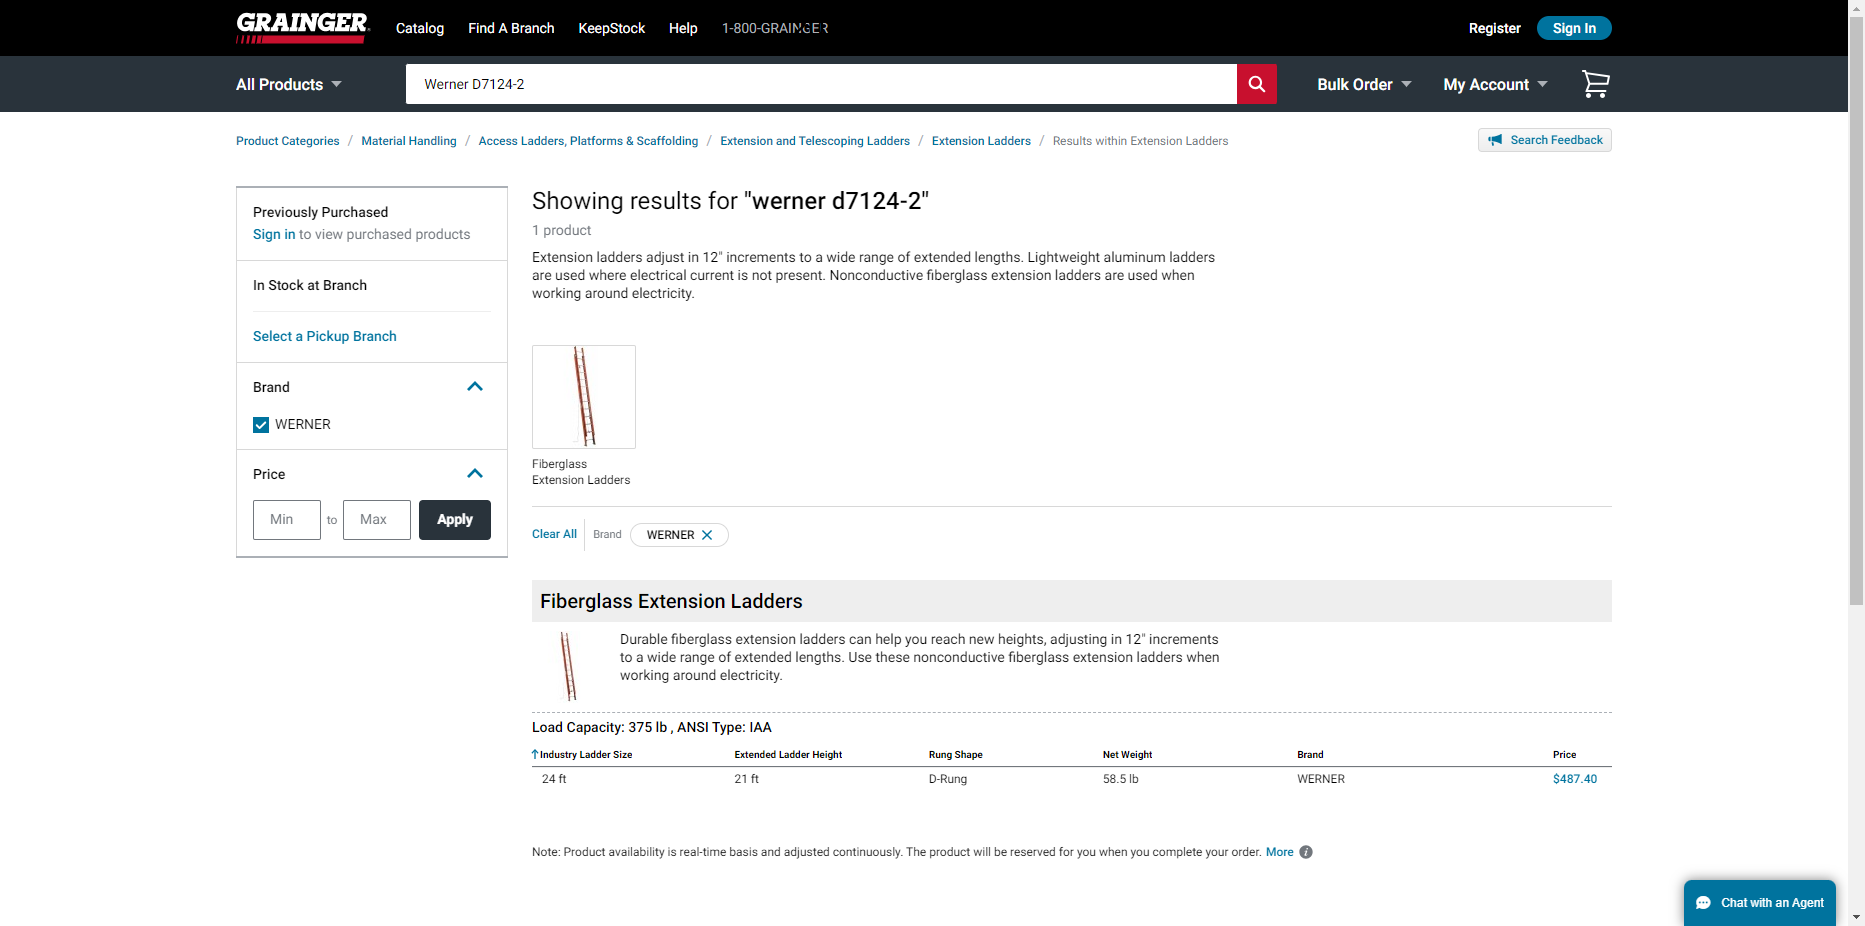 GRAINGER
Catalog
Find A Branch
KeepStock
Help
1-800-GRAINGER
Register
Sign In
All Products
Werner D7124-2
Bulk Order
My Account
Product Categories / Material Handling / Access Ladders, Platforms & Scaffolding / Extension and Telescoping Ladders / Extension Ladders / Results within Extension Ladders
Search Feedback
Previously Purchased
Sign in to view purchased products
In Stock at Branch
Select a Pickup Branch
Brand
WERNER
Price
Min to Max Apply
Showing results for "werner d7124-2"
1 product
Extension ladders adjust in 12" increments to a wide range of extended lengths. Lightweight aluminum ladders
are used where electrical current is not present. Nonconductive fiberglass extension ladders are used when
working around electricity.
Fiberglass
Extension Ladders
Clear All Brand WERNER
Fiberglass Extension Ladders
Durable fiberglass extension ladders can help you reach new heights, adjusting in 12" increments
to a wide range of extended lengths. Use these nonconductive fiberglass extension ladders when
working around electricity.
Load Capacity: 375 lb , ANSI Type: IAA
Industry Ladder Size Extended Ladder Height Rung Shape Net Weight Brand Price
24 ft 21 ft D-Rung 58.5 lb WERNER $487.40
Note: Product availability is real-time basis and adjusted continuously. The product will be reserved for you when you complete your order. More
Chat with an Agent